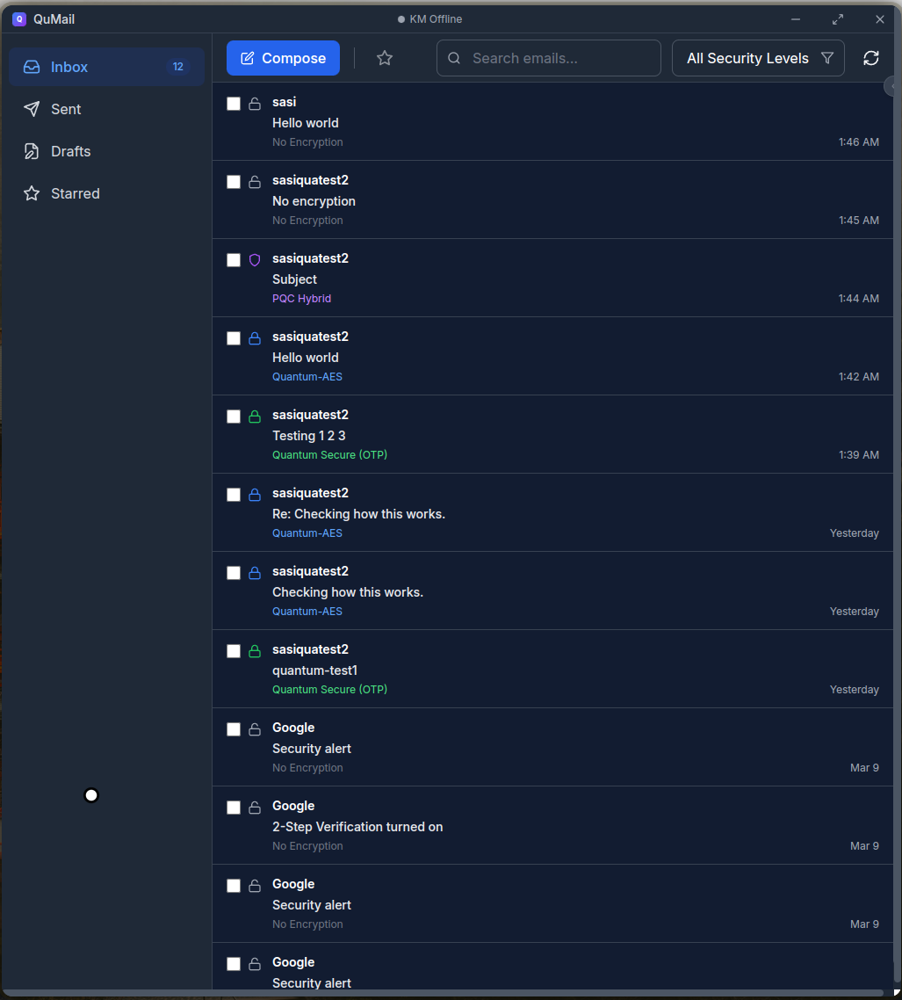 Q QuMail
KM Offline
Inbox 12
Sent
Drafts
Starred
Compose
Search emails...
All Security Levels
sasi
Hello world
No Encryption 1:46 AM
sasiquatest2
No encryption
No Encryption 1:45 AM
sasiquatest2
Subject
PQC Hybrid 1:44 AM
sasiquatest2
Hello world
Quantum-AES 1:42 AM
sasiquatest2
Testing 1 2 3
Quantum Secure (OTP) 1:39 AM
sasiquatest2
Re: Checking how this works.
Quantum-AES Yesterday
sasiquatest2
Checking how this works.
Quantum-AES Yesterday
sasiquatest2
quantum-test1
Quantum Secure (OTP) Yesterday
Google
Security alert
No Encryption Mar 9
Google
2-Step Verification turned on
No Encryption Mar 9
Google
Security alert
No Encryption Mar 9
Google
Security alert